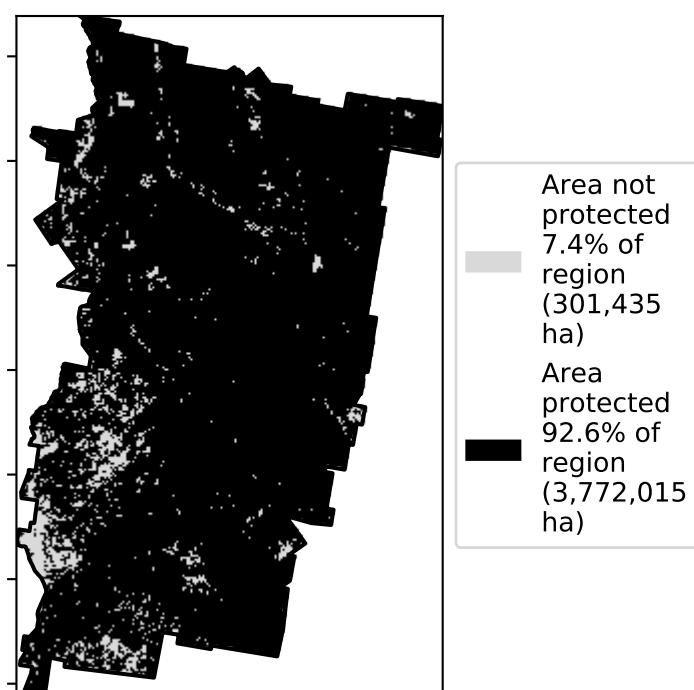 Area not
protected
7.4% of
region
(301,435
ha)
Area
protected
92.6% of
region
(3,772,015
ha)